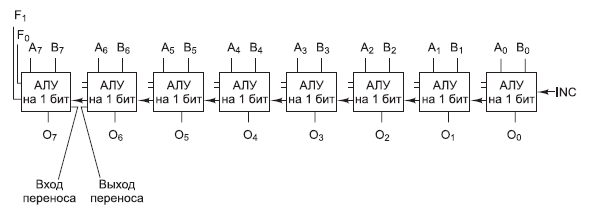 F₁
F₀
A₇ B₇ A₆ B₆ A₅ B₅ A₄ B₄ A₃ B₃ A₂ B₂ A₁ B₁ A₀ B₀
АЛУ АЛУ АЛУ АЛУ АЛУ АЛУ АЛУ АЛУ
на 1 бит на 1 бит на 1 бит на 1 бит на 1 бит на 1 бит на 1 бит на 1 бит INC
O₇ O₆ O₅ O₄ O₃ O₂ O₁ O₀
Вход Выход
переноса переноса